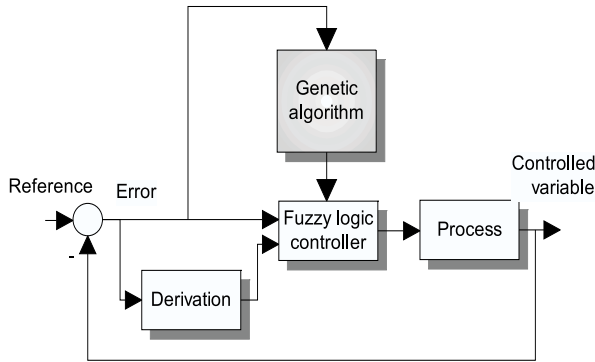 Genetic
algorithm
Controlled
variable
Reference
Error
Fuzzy logic
controller
Process
-
Derivation